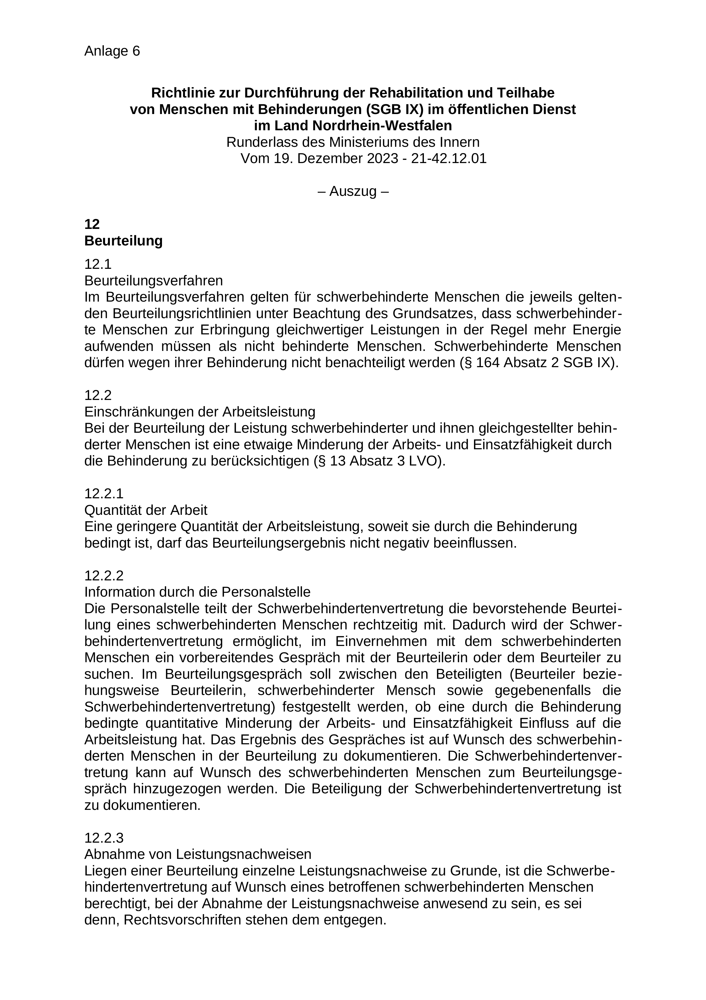 Anlage 6
Richtlinie zur Durchführung der Rehabilitation und Teilhabe
von Menschen mit Behinderungen (SGB IX) im öffentlichen Dienst
im Land Nordrhein-Westfalen
Runderlass des Ministeriums des Innern
Vom 19. Dezember 2023 - 21-42.12.01
– Auszug –
12
Beurteilung
12.1
Beurteilungsverfahren
Im Beurteilungsverfahren gelten für schwerbehinderte Menschen die jeweils gelten-
den Beurteilungsrichtlinien unter Beachtung des Grundsatzes, dass schwerbehinder-
te Menschen zur Erbringung gleichwertiger Leistungen in der Regel mehr Energie
aufwenden müssen als nicht behinderte Menschen. Schwerbehinderte Menschen
dürfen wegen ihrer Behinderung nicht benachteiligt werden (§ 164 Absatz 2 SGB IX).
12.2
Einschränkungen der Arbeitsleistung
Bei der Beurteilung der Leistung schwerbehinderter und ihnen gleichgestellter behin-
derter Menschen ist eine etwaige Minderung der Arbeits- und Einsatzfähigkeit durch
die Behinderung zu berücksichtigen (§ 13 Absatz 3 LVO).
12.2.1
Quantität der Arbeit
Eine geringere Quantität der Arbeitsleistung, soweit sie durch die Behinderung
bedingt ist, darf das Beurteilungsergebnis nicht negativ beeinflussen.
12.2.2
Information durch die Personalstelle
Die Personalstelle teilt der Schwerbehindertenvertretung die bevorstehende Beurtei-
lung eines schwerbehinderten Menschen rechtzeitig mit. Dadurch wird der Schwer-
behindertenvertretung ermöglicht, im Einvernehmen mit dem schwerbehinderten
Menschen ein vorbereitendes Gespräch mit der Beurteilerin oder dem Beurteiler zu
suchen. Im Beurteilungsgespräch soll zwischen den Beteiligten (Beurteiler bezie-
hungsweise Beurteilerin, schwerbehinderter Mensch sowie gegebenenfalls die
Schwerbehindertenvertretung) festgestellt werden, ob eine durch die Behinderung
bedingte quantitative Minderung der Arbeits- und Einsatzfähigkeit Einfluss auf die
Arbeitsleistung hat. Das Ergebnis des Gespräches ist auf Wunsch des schwerbehin-
derten Menschen in der Beurteilung zu dokumentieren. Die Schwerbehindertenver-
tretung kann auf Wunsch des schwerbehinderten Menschen zum Beurteilungsge-
spräch hinzugezogen werden. Die Beteiligung der Schwerbehindertenvertretung ist
zu dokumentieren.
12.2.3
Abnahme von Leistungsnachweisen
Liegen einer Beurteilung einzelne Leistungsnachweise zu Grunde, ist die Schwerbe-
hindertenvertretung auf Wunsch eines betroffenen schwerbehinderten Menschen
berechtigt, bei der Abnahme der Leistungsnachweise anwesend zu sein, es sei
denn, Rechtsvorschriften stehen dem entgegen.